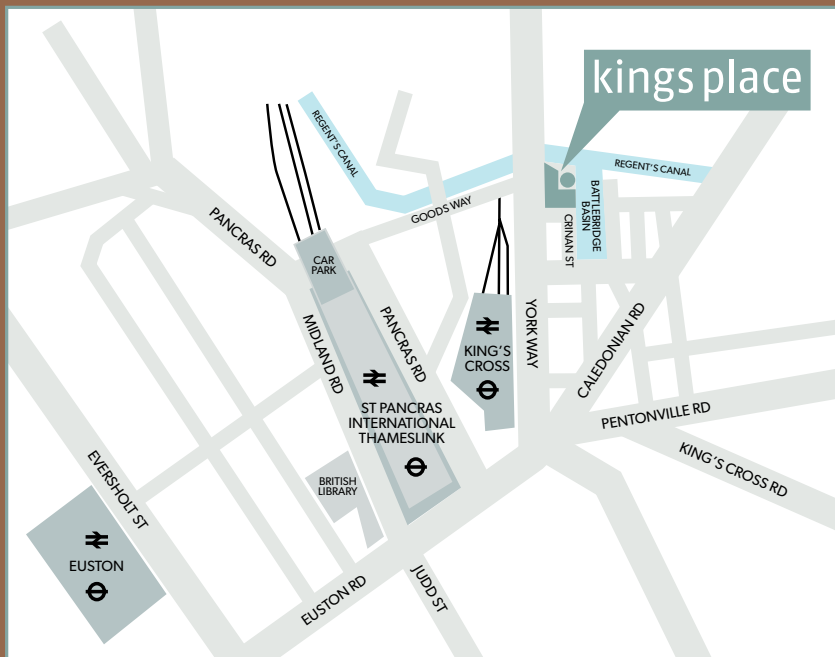 kings place
REGENT'S CANAL
REGENT'S CANAL
BATTLEBRIDGE
BASIN
CRINAN ST
GOODS WAY
PANCRAS RD
CAR
PARK
MIDLAND RD
PANCRAS RD
YORK WAY
CALEDONIAN RD
KING'S
CROSS
ST PANCRAS
INTERNATIONAL
THAMESLINK
PENTONVILLE RD
KING'S CROSS RD
BRITISH
LIBRARY
EVERSHOLT ST
EUSTON
EUSTON RD
JUDD ST